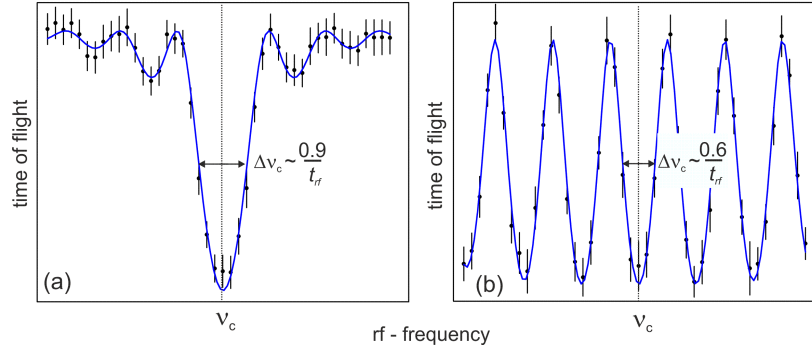 time of flight
Δν_c ~ 0.9 / t_rf
(a)
ν_c
time of flight
Δν_c ~ 0.6 / t_rf
(b)
ν_c
rf - frequency